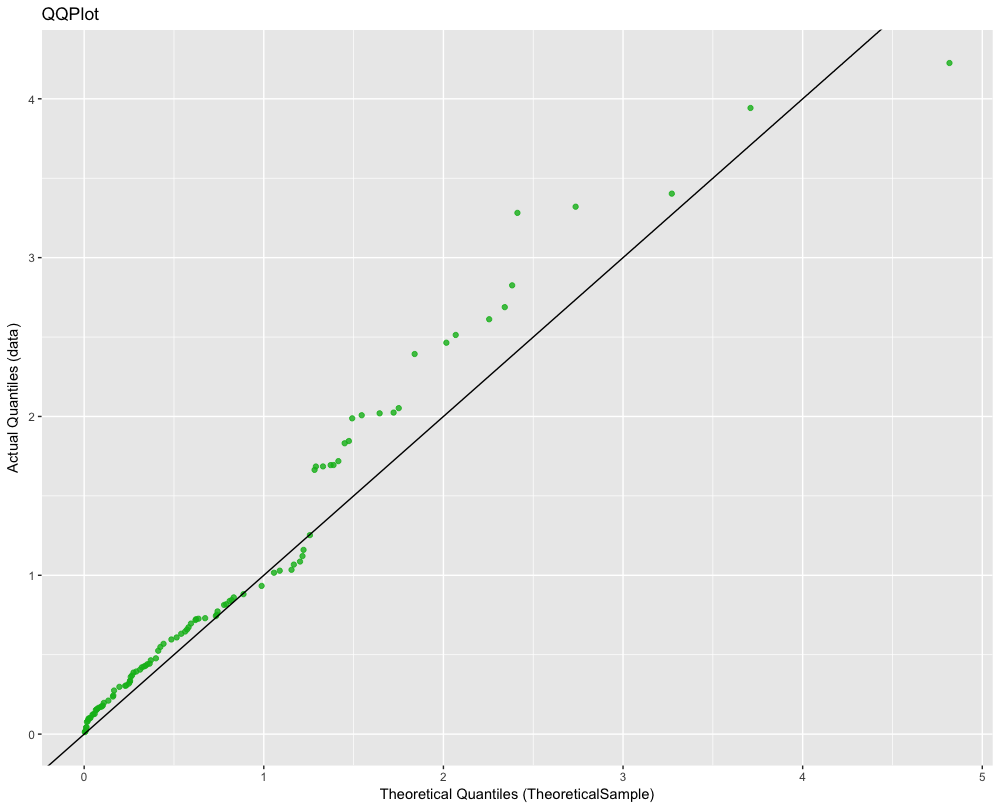 QQPlot
4
3
2
1
0
Actual Quantiles (data)
0 1 2 3 4 5
Theoretical Quantiles (TheoreticalSample)